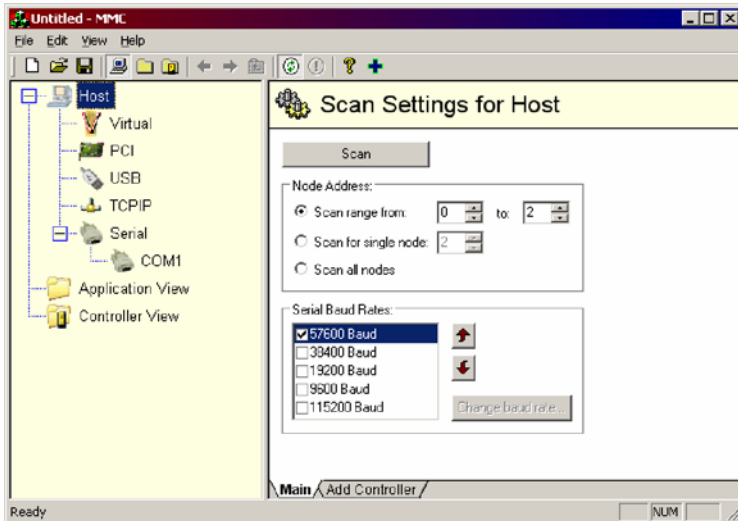 Untitled - MMC
File Edit View Help
Host
Virtual
PCI
USB
TCPIP
Serial
COM1
Application View
Controller View
Scan Settings for Host
Scan
Node Address:
Scan range from: 0 to: 2
Scan for single node: 2
Scan all nodes
Serial Baud Rates:
57600 Baud
38400 Baud
19200 Baud
9600 Baud
115200 Baud
Change baud rate...
Main Add Controller
Ready NUM